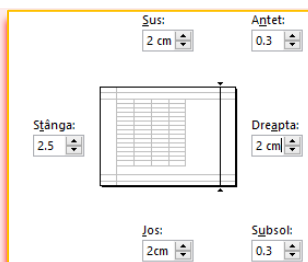 Sus: Antet:
2 cm 0.3
Stânga: Dreapta:
2.5 2 cm
Jos: Subsol:
2cm 0.3